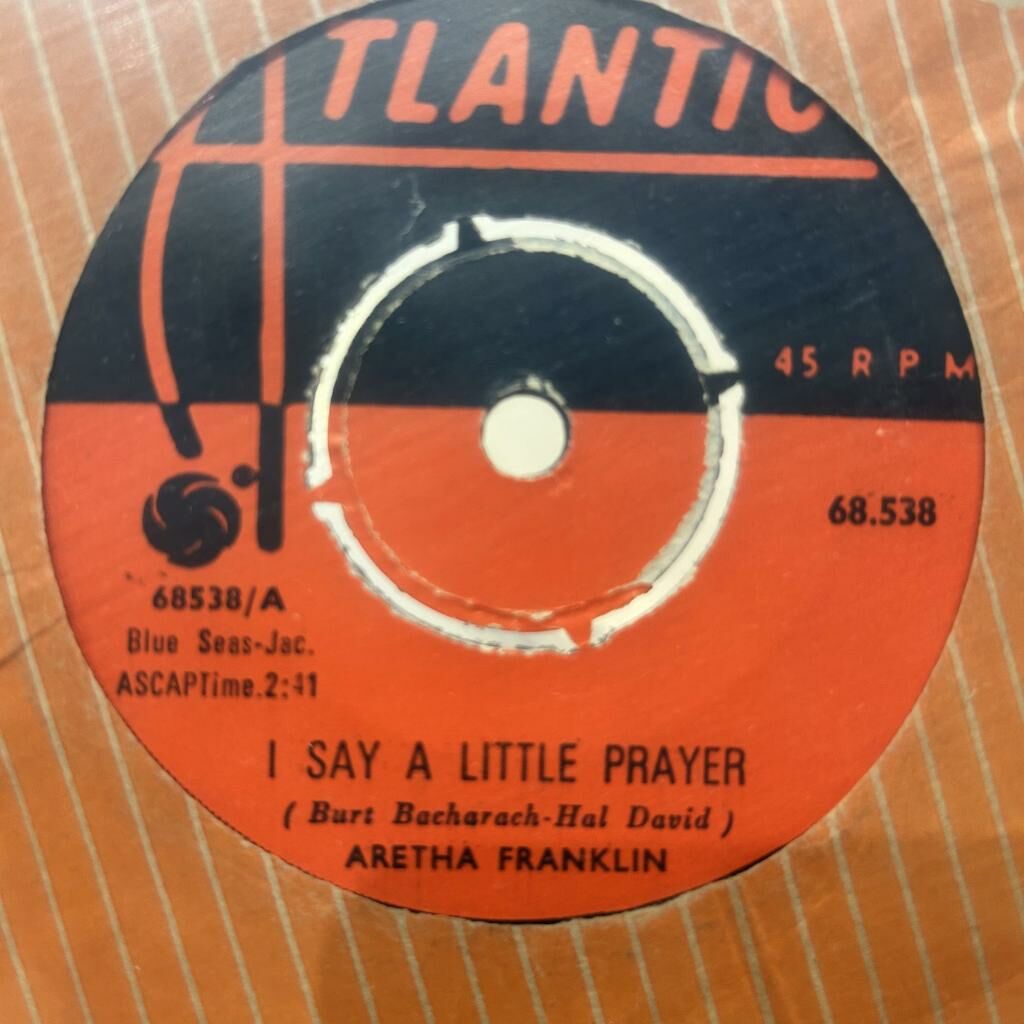 ATLANTIC
45 RPM
68.538
68538/A
Blue Seas-Jac.
ASCAPTime.2:41
I SAY A LITTLE PRAYER
( Burt Bacharach-Hal David )
ARETHA FRANKLIN